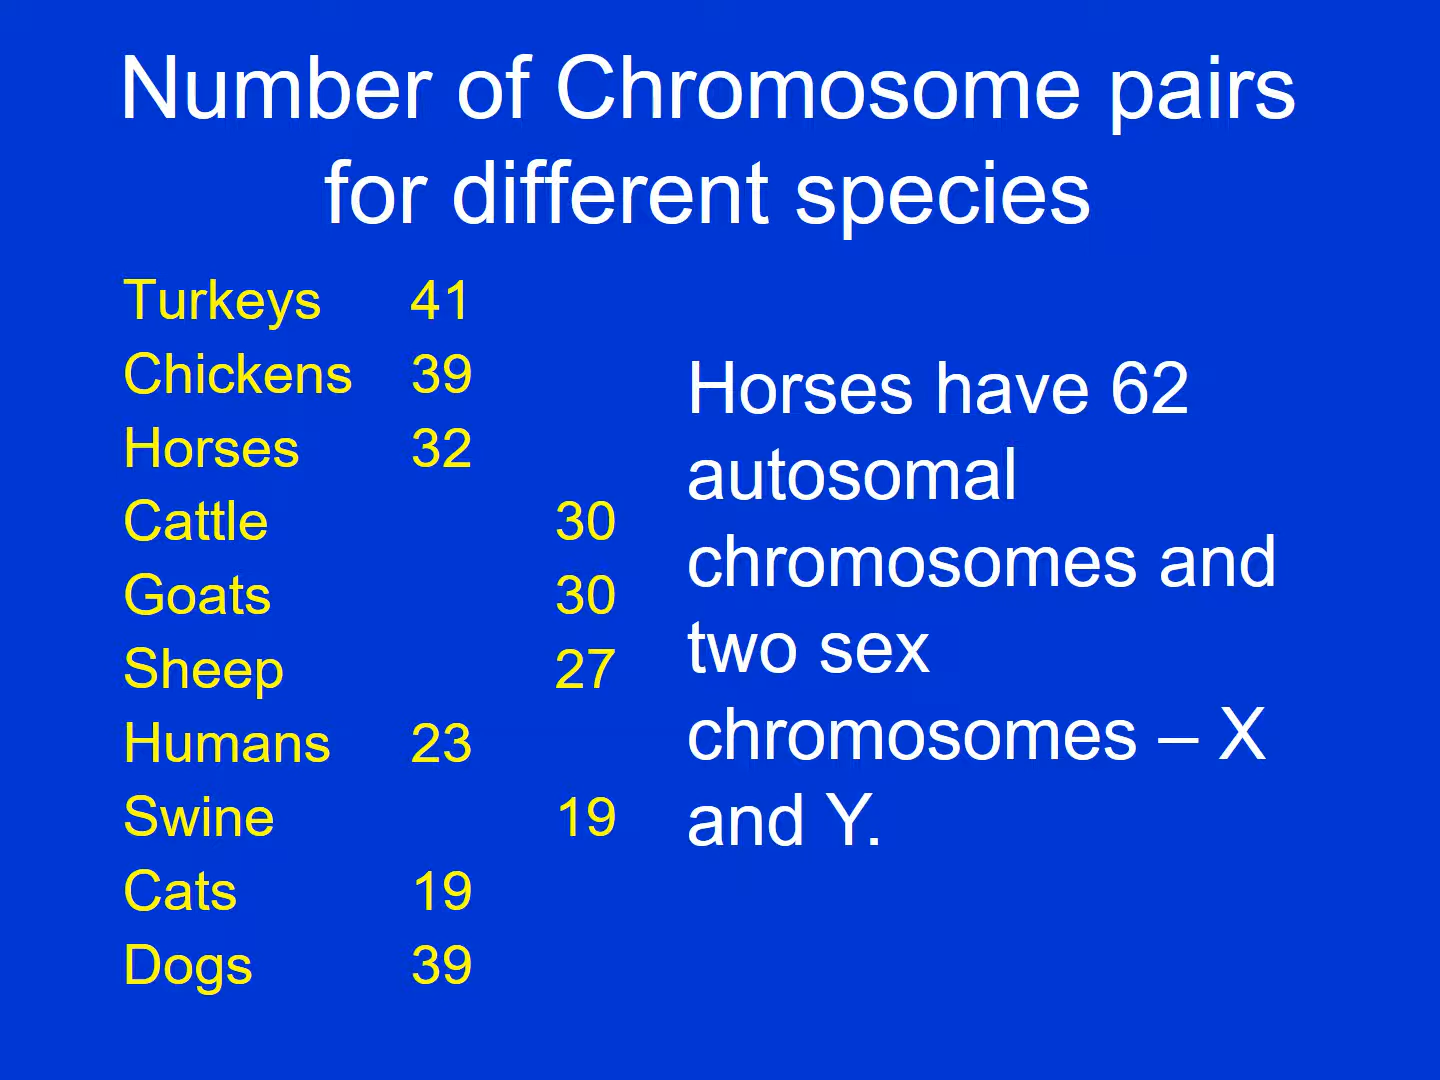 Number of Chromosome pairs
for different species
Turkeys 41
Chickens 39
Horses 32
Cattle 30
Goats 30
Sheep 27
Humans 23
Swine 19
Cats 19
Dogs 39
Horses have 62
autosomal
chromosomes and
two sex
chromosomes – X
and Y.